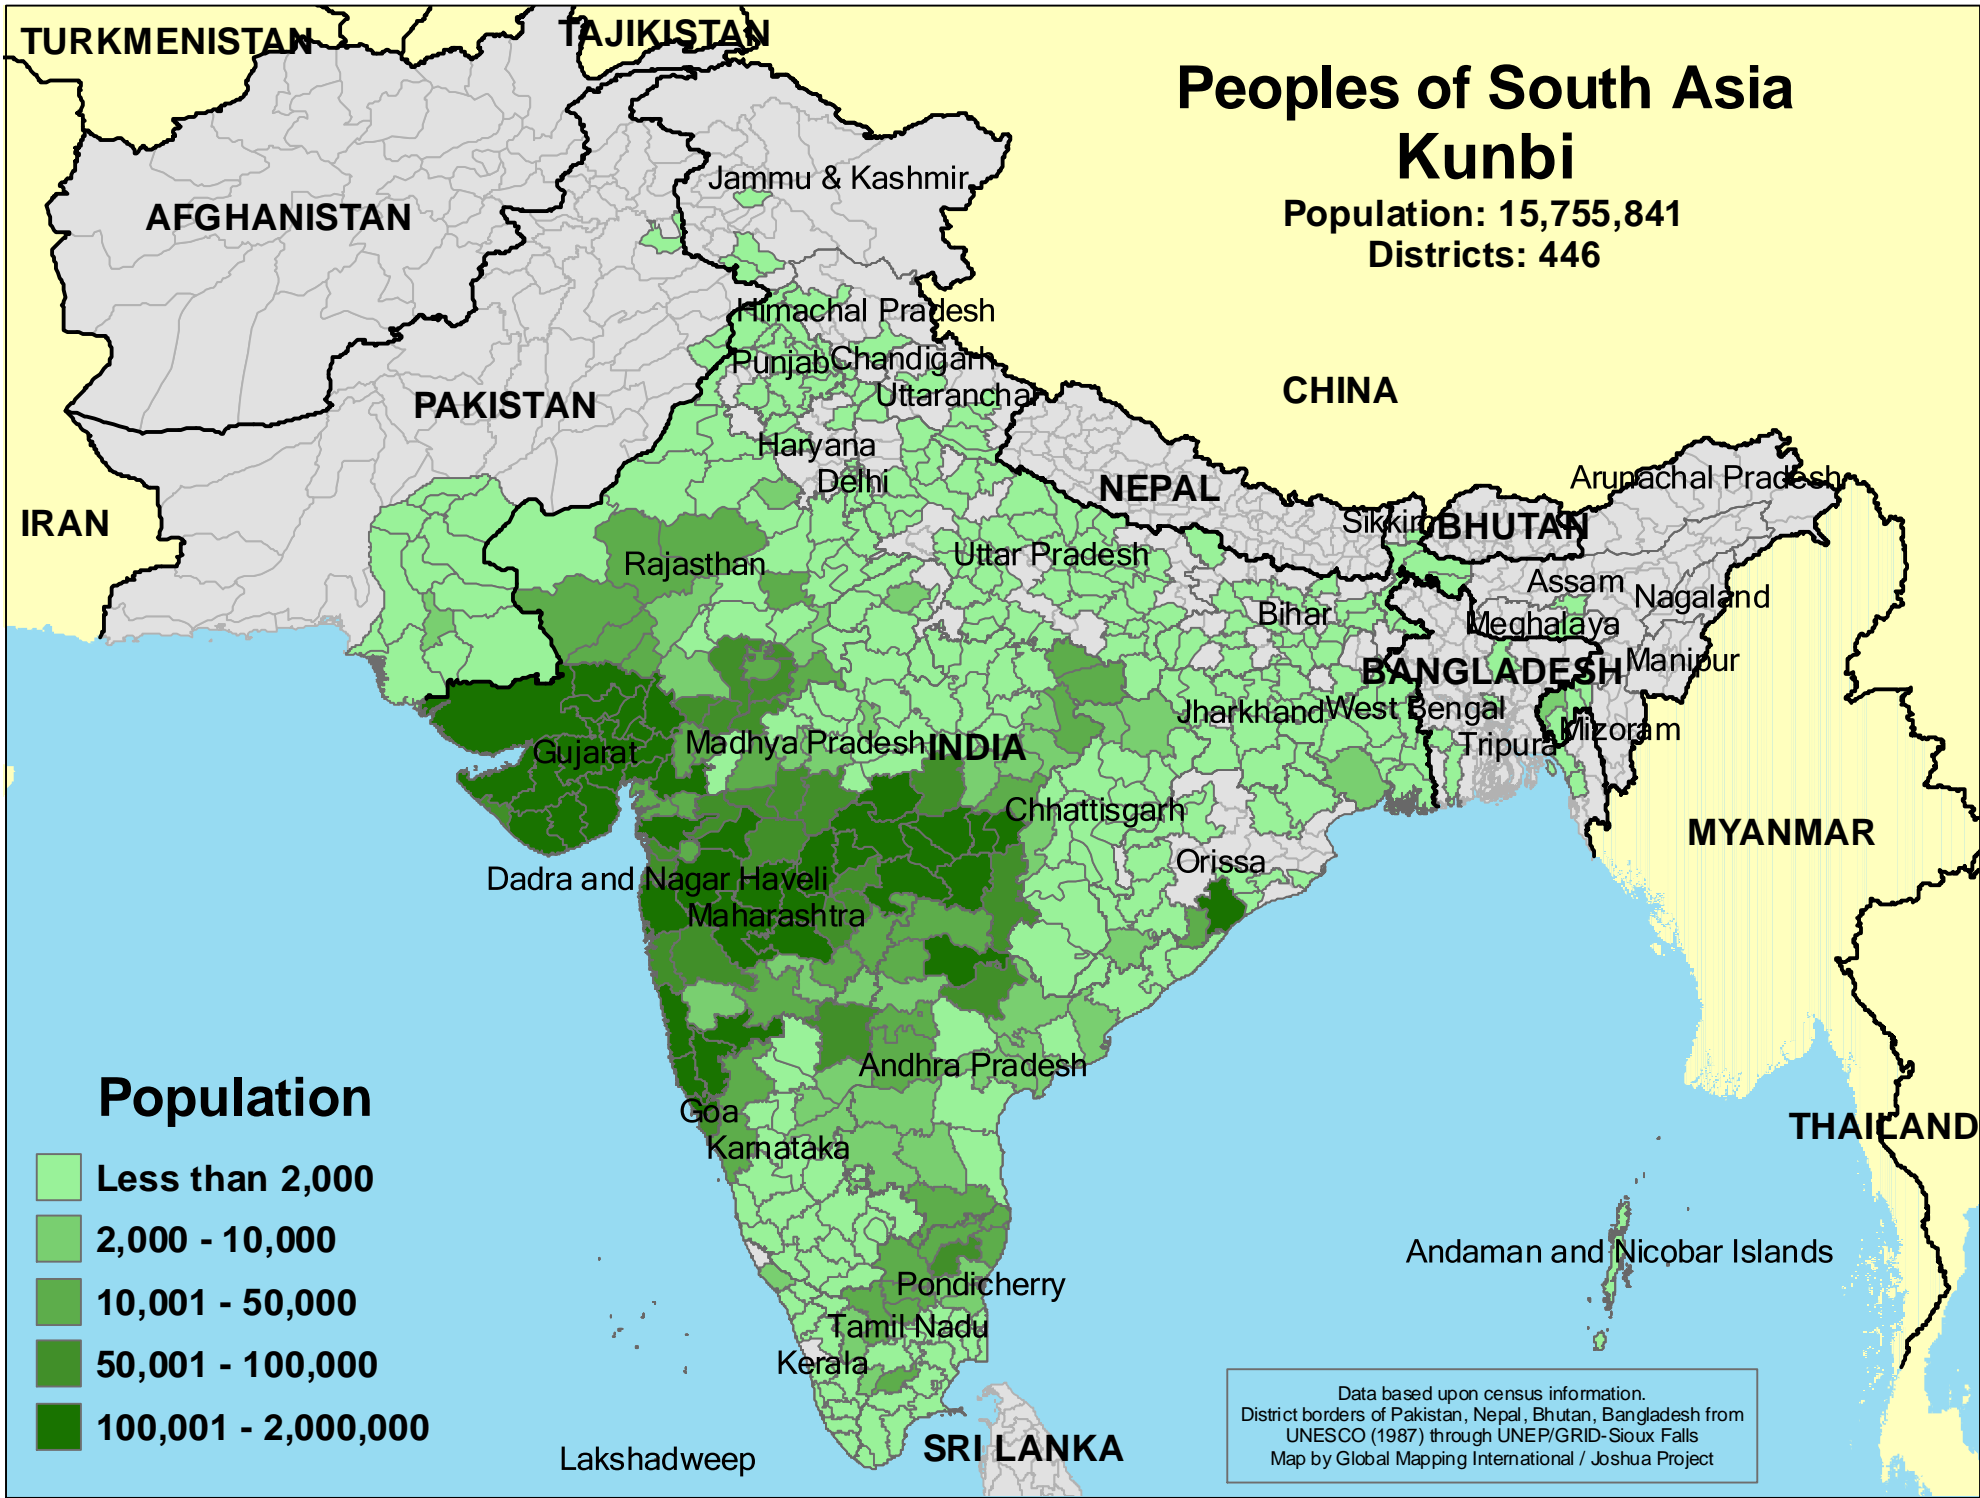 TURKMENISTAN
TAJIKISTAN
Peoples of South Asia
Kunbi
Population: 15,755,841
Districts: 446
Jammu & Kashmir
AFGHANISTAN
Himachal Pradesh
Punjab
Chandigarh
CHINA
Uttaranchal
PAKISTAN
Haryana
Delhi
NEPAL
Arunachal Pradesh
IRAN
Sikkim
BHUTAN
Uttar Pradesh
Rajasthan
Assam
Nagaland
Bihar
Meghalaya
BANGLADESH
Manipur
Jharkhand
West Bengal
Mizoram
Tripura
Gujarat
Madhya Pradesh
INDIA
Chhattisgarh
MYANMAR
Orissa
Dadra and Nagar Haveli
Maharashtra
Andhra Pradesh
Goa
Karnataka
THAILAND
Population
Less than 2,000
2,000 - 10,000
10,001 - 50,000
50,001 - 100,000
100,001 - 2,000,000
Andaman and Nicobar Islands
Pondicherry
Tamil Nadu
Kerala
Lakshadweep
SRI LANKA
Data based upon census information.
District borders of Pakistan, Nepal, Bhutan, Bangladesh from
UNESCO (1987) through UNEP/GRID-Sioux Falls
Map by Global Mapping International / Joshua Project